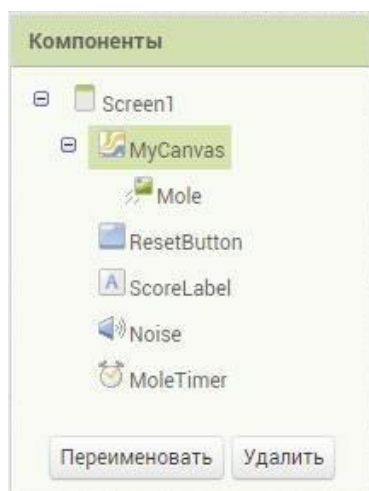 Компоненты
Screen1
MyCanvas
Mole
ResetButton
ScoreLabel
Noise
MoleTimer
Переименовать Удалить